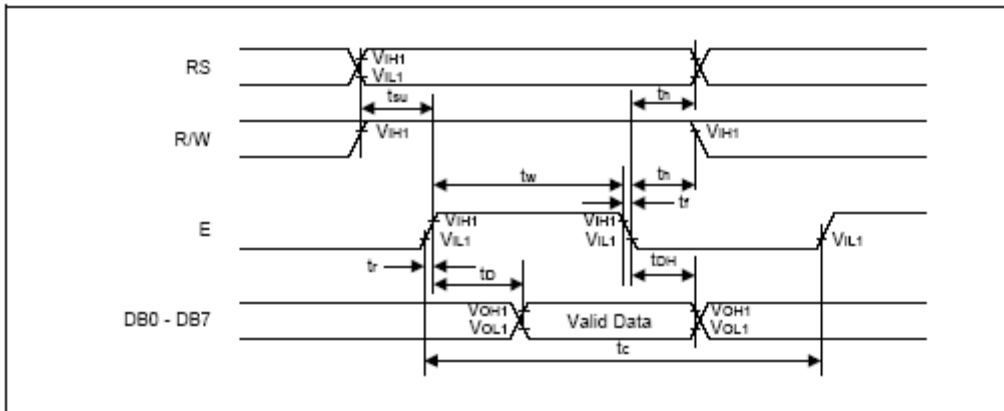 RS
VIH1
VIL1
tsu
th
R/W
VIH1
VIH1
tw
th
tf
E
VIH1
VIL1
VIH1
VIL1
VIL1
tr
tD
tDH
DB0 - DB7
VOH1
VOL1
Valid Data
VOH1
VOL1
tc